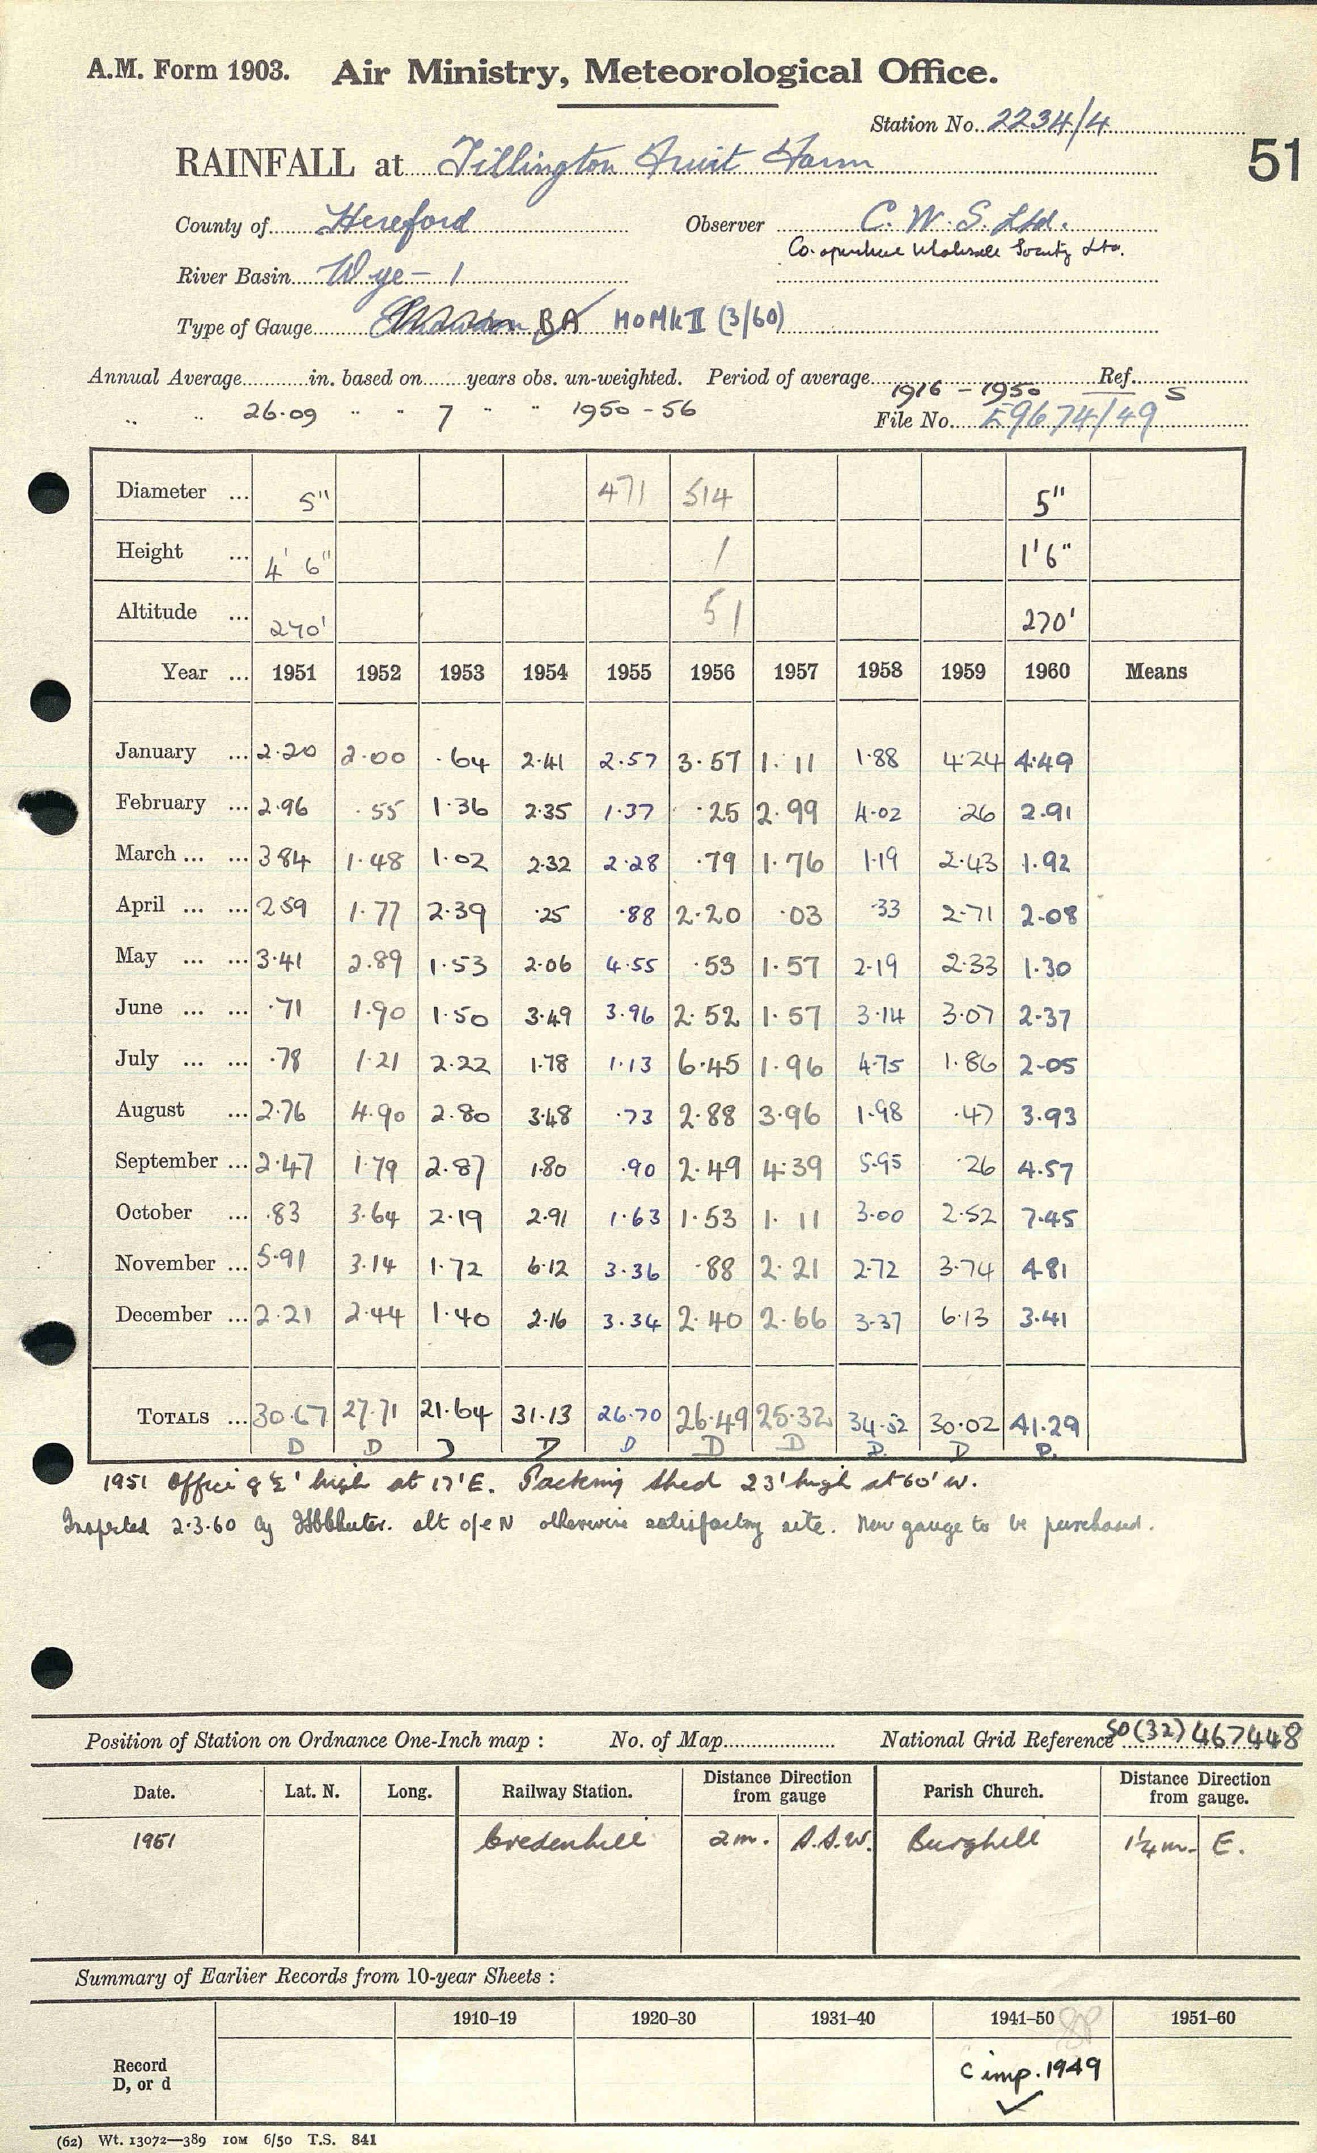 A.M. Form 1903. Air Ministry, Meteorological Office.
Station No. 2234/4
51
RAINFALL at Tillington Fruit Farm
County of Hereford Observer C. W. S. Ltd.
Co-operative Wholesale Society Ltd.
River Basin Wye - 1
Type of Gauge BA MO Mk II (3/60)
Annual Average in. based on years obs. un-weighted. Period of average 1916 - 1950 Ref. S
" 26.09 " " 7 " " 1950 - 56 File No. E9674/49
Diameter ... 5" 471 514 5"
Height ... 4' 6" 1 1'6"
Altitude ... 270' 51 270'
Year ... 1951 1952 1953 1954 1955 1956 1957 1958 1959 1960 Means
January ... 2.20 2.00 .64 2.41 2.57 3.57 1.11 1.88 4.24 4.49
February ... 2.96 .55 1.36 2.35 1.37 .25 2.99 4.02 .26 2.91
March ... ... 3 84 1.48 1.02 2.32 2.28 .79 1.76 1.19 2.43 1.92
April ... ... 2 59 1.77 2.39 .25 .88 2.20 .03 .33 2.71 2.08
May ... ... 3.41 2.89 1.53 2.06 4.55 .53 1.57 2.19 2.33 1.30
June ... ... .71 1.90 1.50 3.49 3.96 2.52 1.57 3.14 3.07 2.37
July ... ... .78 1.21 2.22 1.78 1.13 6.45 1.96 4.75 1.86 2.05
August ... 2.76 4.90 2.80 3.48 .73 2.88 3.96 1.98 .47 3.93
September ... 2.47 1.79 2.87 1.80 .90 2.49 4.39 5.95 .26 4.57
October ... .83 3.64 2.19 2.91 1.63 1.53 1.11 3.00 2.52 7.45
November ... 5.91 3.14 1.72 6.12 3.36 .88 2.21 2.72 3.74 4.81
December ... 2.21 2.44 1.40 2.16 3.34 2.40 2.66 3.37 6.13 3.41
TOTALS ... 30.67 27.71 21.64 31.13 26.70 26.49 25.32 34.52 30.02 41.29
D D D D D D D D D D
1951 Office 8½' high at 17' E. Packing shed 23' high at 60' W.
Inspected 2.3.60 by alt o/e N otherwise satisfactory site. New gauge to be purchased.
Position of Station on Ordnance One-Inch map : No. of Map National Grid Reference SO (32) 467448
Date. Lat. N. Long. Railway Station. Distance Direction from gauge Parish Church. Distance Direction from gauge.
1951 Credenhill 2m. S.S.W. Burghill 1¼m. E.
Summary of Earlier Records from 10-year Sheets :
1910-19 1920-30 1931-40 1941-50 1951-60
Record
D, or d
C imp. 1949
(62) Wt. 13072—389 10M 6/50 T.S. 841